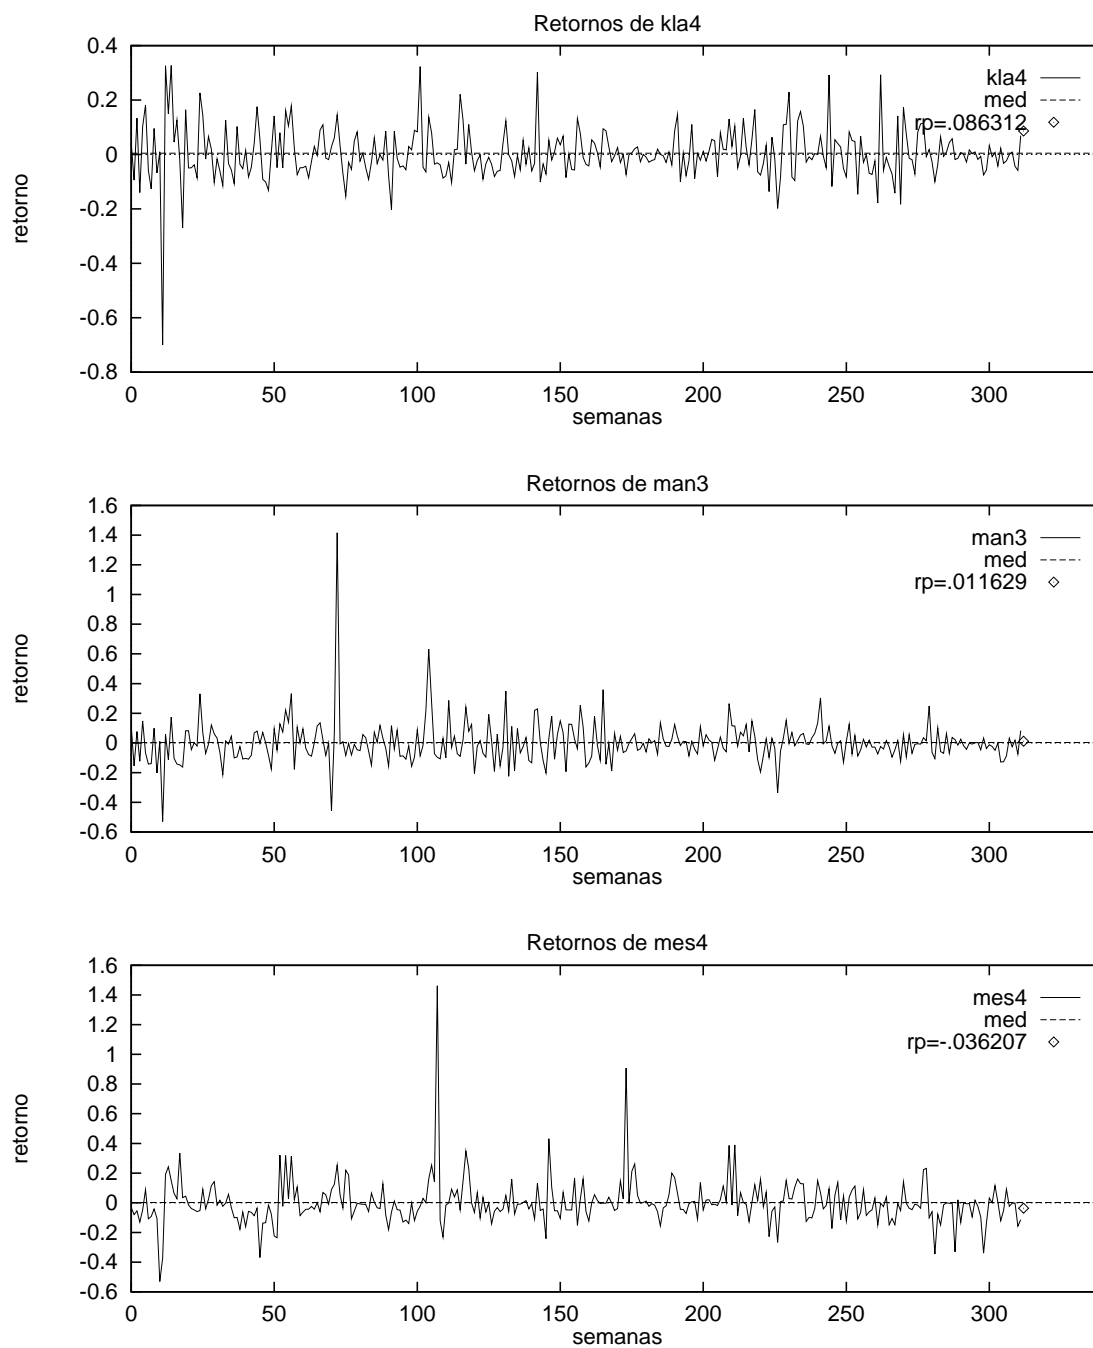 Retornos de kla4
0.4
0.2
0
-0.2
-0.4
-0.6
-0.8
0 50 100 150 200 250 300
retorno
semanas
kla4
med
rp=.086312
Retornos de man3
1.6
1.4
1.2
1
0.8
0.6
0.4
0.2
0
-0.2
-0.4
-0.6
0 50 100 150 200 250 300
retorno
semanas
man3
med
rp=.011629
Retornos de mes4
1.6
1.4
1.2
1
0.8
0.6
0.4
0.2
0
-0.2
-0.4
-0.6
0 50 100 150 200 250 300
retorno
semanas
mes4
med
rp=-.036207